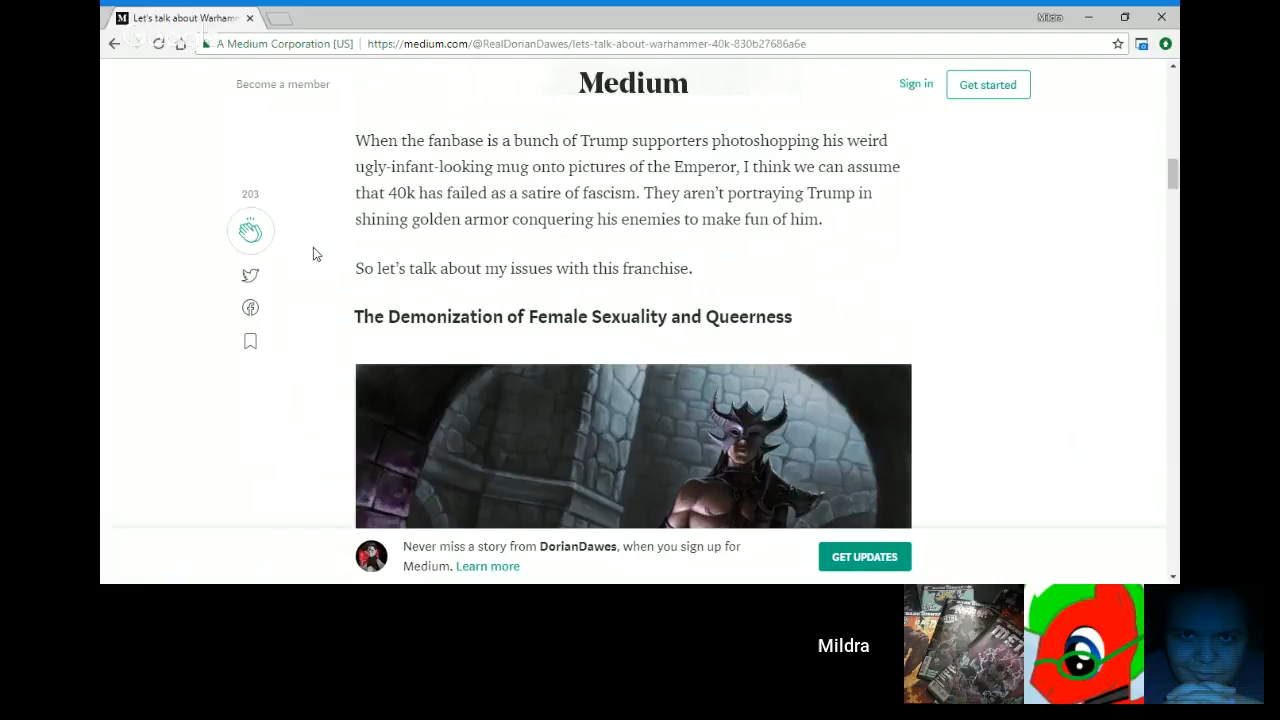 Let's talk about Warhamm
Mildra
A Medium Corporation [US] https://medium.com/@RealDorianDawes/lets-talk-about-warhammer-40k-830b27686a6e
Become a member
Medium
Sign in
Get started
When the fanbase is a bunch of Trump supporters photoshopping his weird
ugly-infant-looking mug onto pictures of the Emperor, I think we can assume
that 40k has failed as a satire of fascism. They aren't portraying Trump in
shining golden armor conquering his enemies to make fun of him.
203
So let's talk about my issues with this franchise.
The Demonization of Female Sexuality and Queerness
Never miss a story from DorianDawes, when you sign up for
Medium. Learn more
GET UPDATES
Mildra